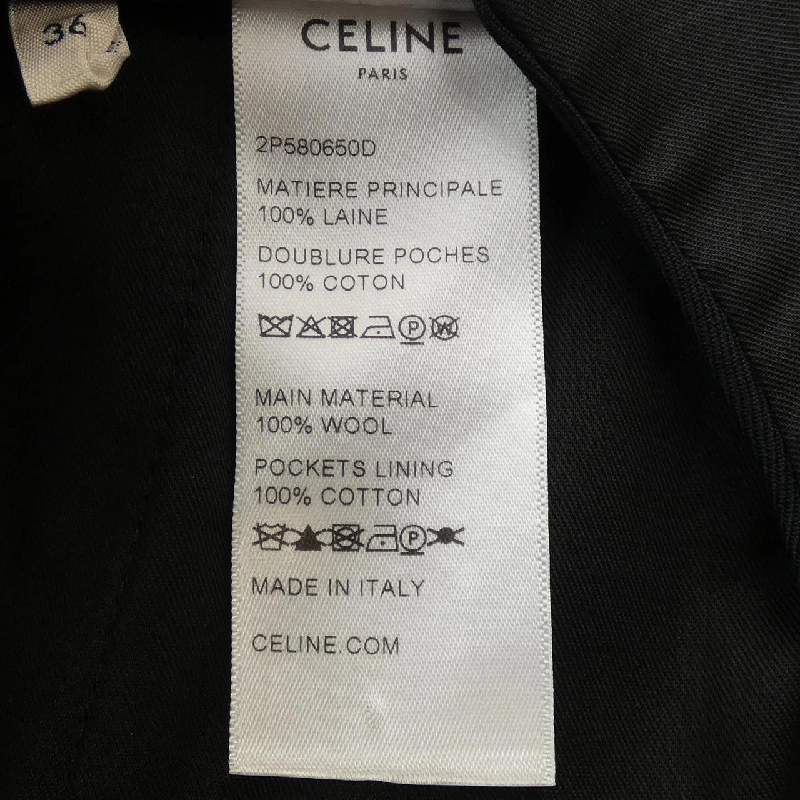 36
CELINE
PARIS
2P580650D
MATIERE PRINCIPALE
100% LAINE
DOUBLURE POCHES
100% COTON
P W
MAIN MATERIAL
100% WOOL
POCKETS LINING
100% COTTON
P
MADE IN ITALY
CELINE.COM